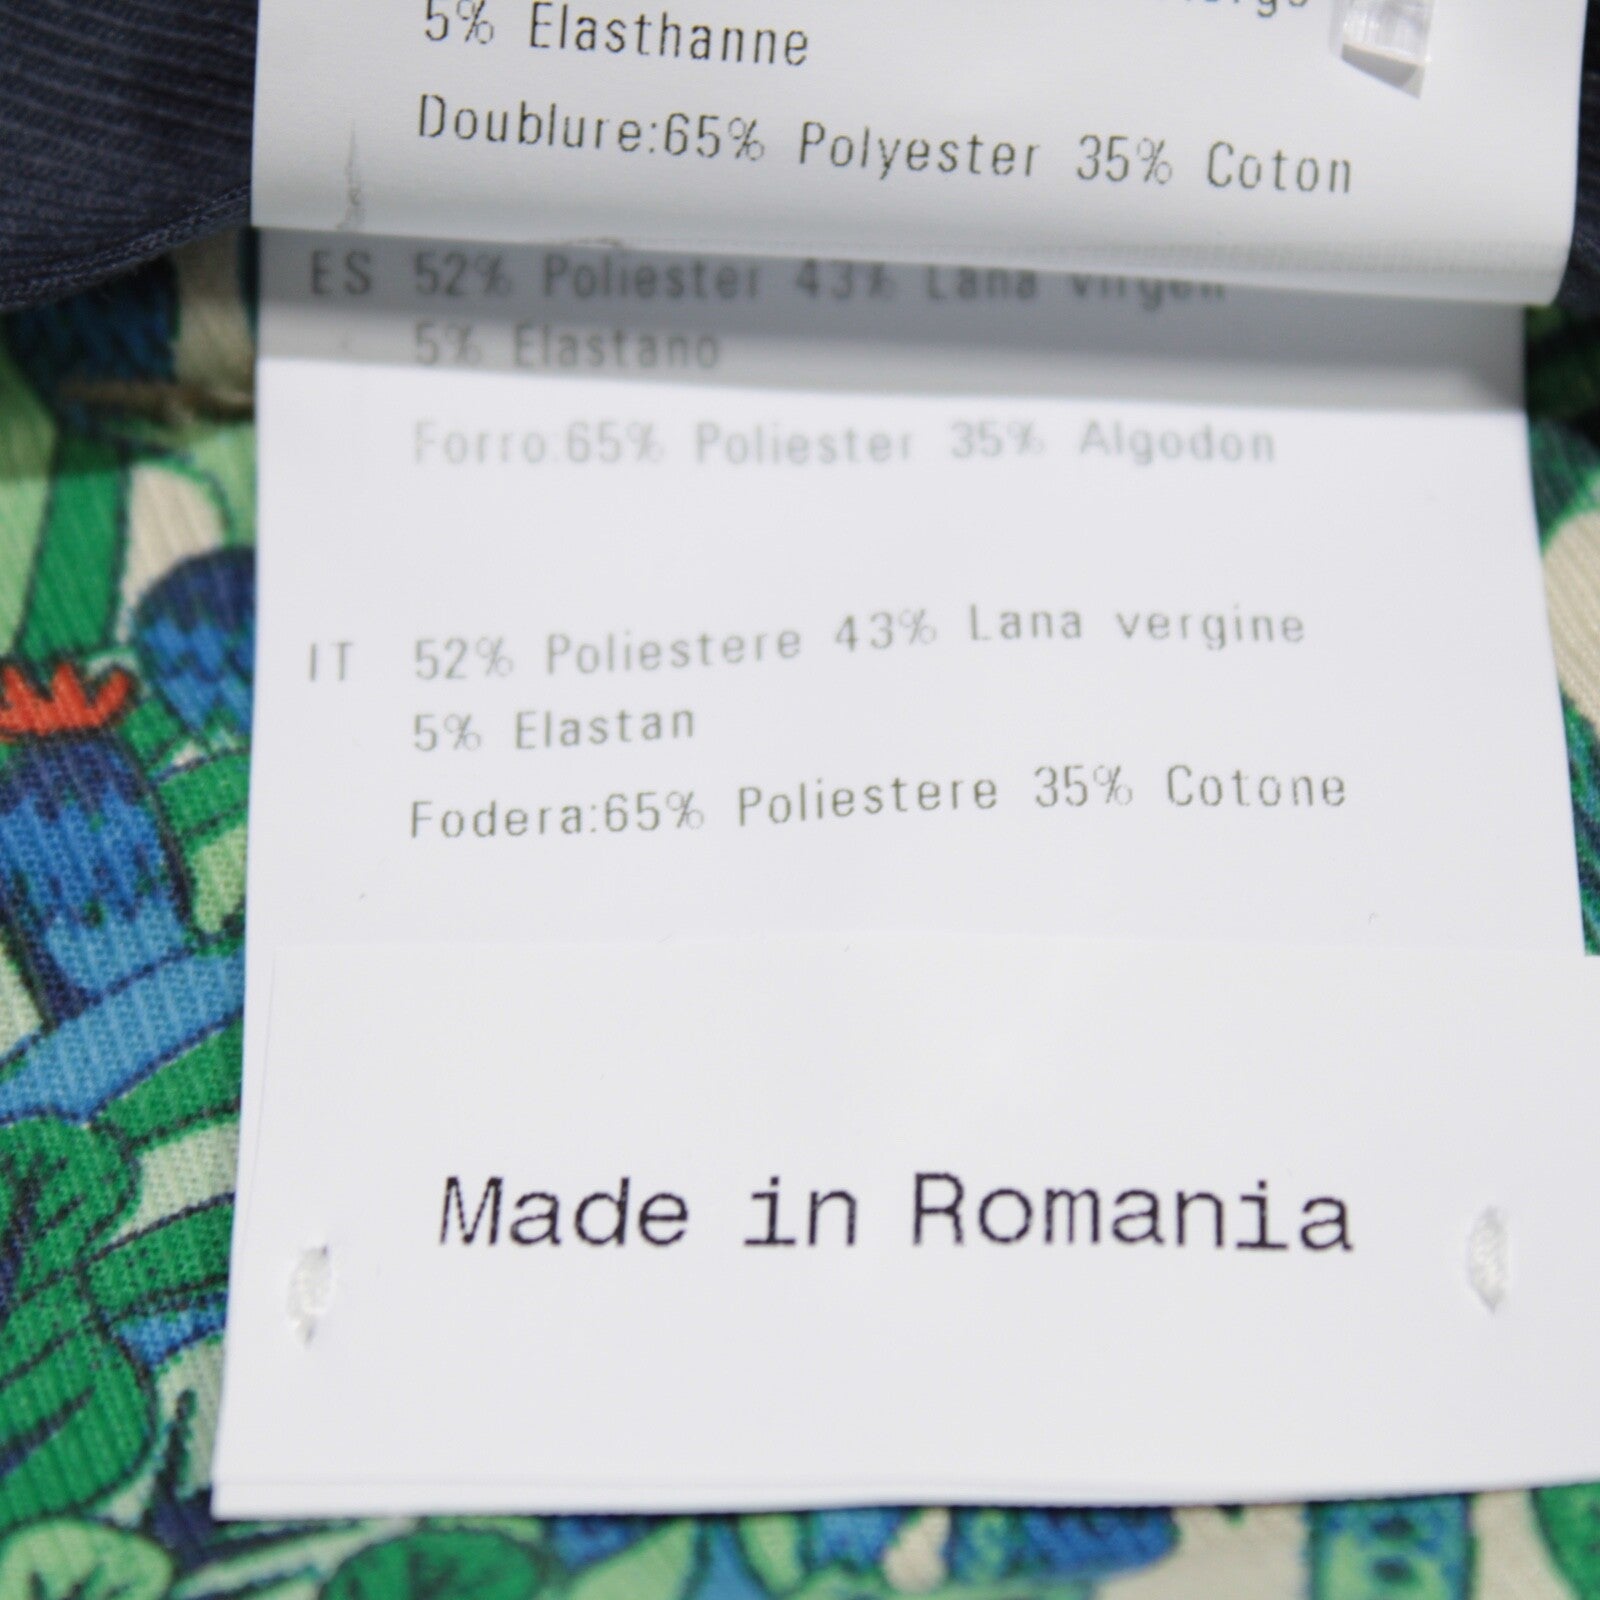 5% Elasthanne
Doublure:65% Polyester 35% Coton
ES 52% Poliester 43% Lana virgen
5% Elastano
Forro:65% Poliester 35% Algodon
IT 52% Poliestere 43% Lana vergine
5% Elastan
Fodera:65% Poliestere 35% Cotone
Made in Romania